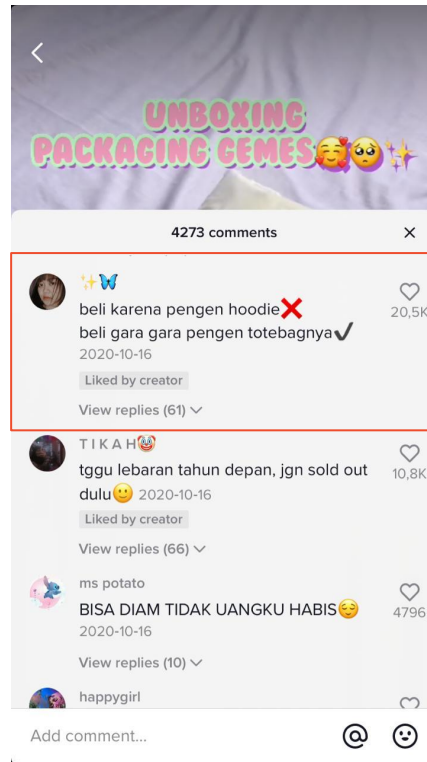 UNBOXING
PACKAGING GEMES🥰🥺✨
4273 comments
✨🦋
beli karena pengen hoodie❌
beli gara gara pengen totebagnya✔
2020-10-16
20,5K
Liked by creator
View replies (61)
T I K A H🤡
tggu lebaran tahun depan, jgn sold out
dulu🙂 2020-10-16
10,8K
Liked by creator
View replies (66)
ms potato
BISA DIAM TIDAK UANGKU HABIS😌
2020-10-16
4796
View replies (10)
happygirl
Add comment...